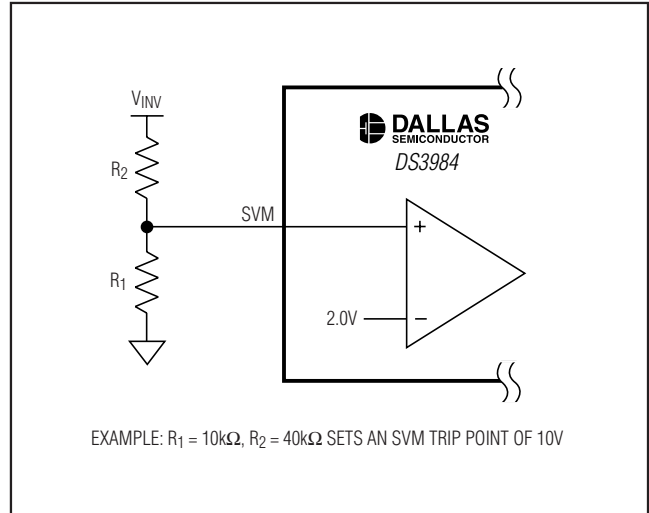 V_INV
DALLAS
SEMICONDUCTOR
DS3984
R₂
SVM
+
R₁
2.0V
−
EXAMPLE: R₁ = 10kΩ, R₂ = 40kΩ SETS AN SVM TRIP POINT OF 10V